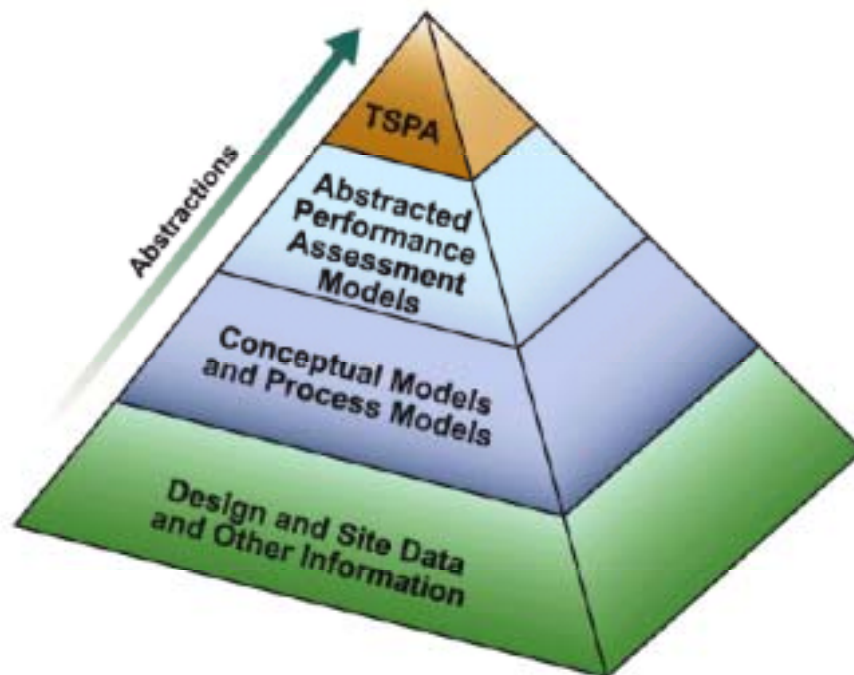 Abstractions
TSPA
Abstracted
Performance
Assessment
Models
Conceptual Models
and Process Models
Design and Site Data
and Other Information